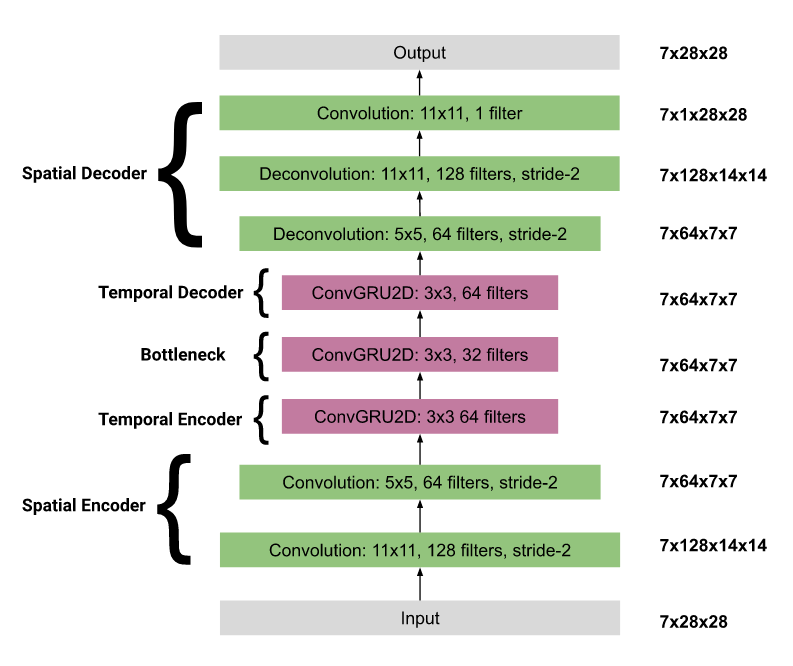 Output
7x28x28
Convolution: 11x11, 1 filter
7x1x28x28
Spatial Decoder
Deconvolution: 11x11, 128 filters, stride-2
7x128x14x14
Deconvolution: 5x5, 64 filters, stride-2
7x64x7x7
Temporal Decoder
ConvGRU2D: 3x3, 64 filters
7x64x7x7
Bottleneck
ConvGRU2D: 3x3, 32 filters
7x64x7x7
Temporal Encoder
ConvGRU2D: 3x3 64 filters
7x64x7x7
Convolution: 5x5, 64 filters, stride-2
7x64x7x7
Spatial Encoder
Convolution: 11x11, 128 filters, stride-2
7x128x14x14
Input
7x28x28